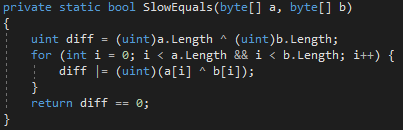 private static bool SlowEquals(byte[] a, byte[] b)
{
    uint diff = (uint)a.Length ^ (uint)b.Length;
    for (int i = 0; i < a.Length && i < b.Length; i++) {
        diff |= (uint)(a[i] ^ b[i]);
    }
    return diff == 0;
}